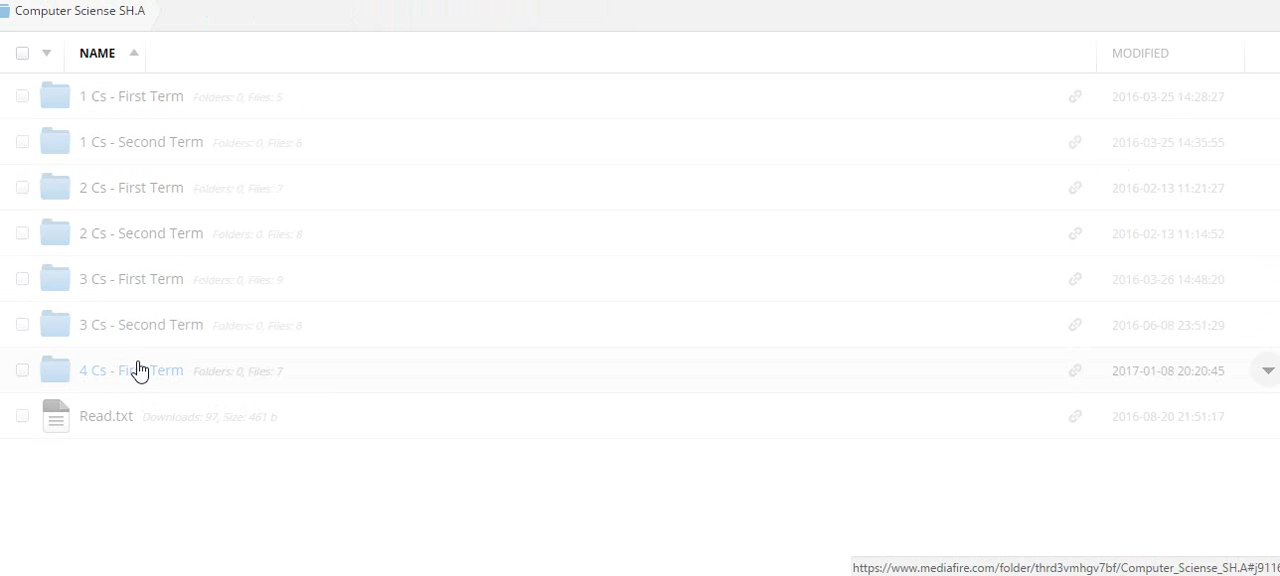 Computer Sciense SH.A
NAME MODIFIED
1 Cs - First Term Folders: 0, Files: 5 2016-03-25 14:28:27
1 Cs - Second Term Folders: 0, Files: 6 2016-03-25 14:35:55
2 Cs - First Term Folders: 0, Files: 7 2016-02-13 11:21:27
2 Cs - Second Term Folders: 0, Files: 8 2016-02-13 11:14:52
3 Cs - First Term Folders: 0, Files: 9 2016-03-26 14:48:20
3 Cs - Second Term Folders: 0, Files: 8 2016-06-08 23:51:29
4 Cs - First Term Folders: 0, Files: 7 2017-01-08 20:20:45
Read.txt Downloads: 97, Size: 461 b 2016-08-20 21:51:17
https://www.mediafire.com/folder/thrd3vmhgv7bf/Computer_Sciense_SH.A#j9116